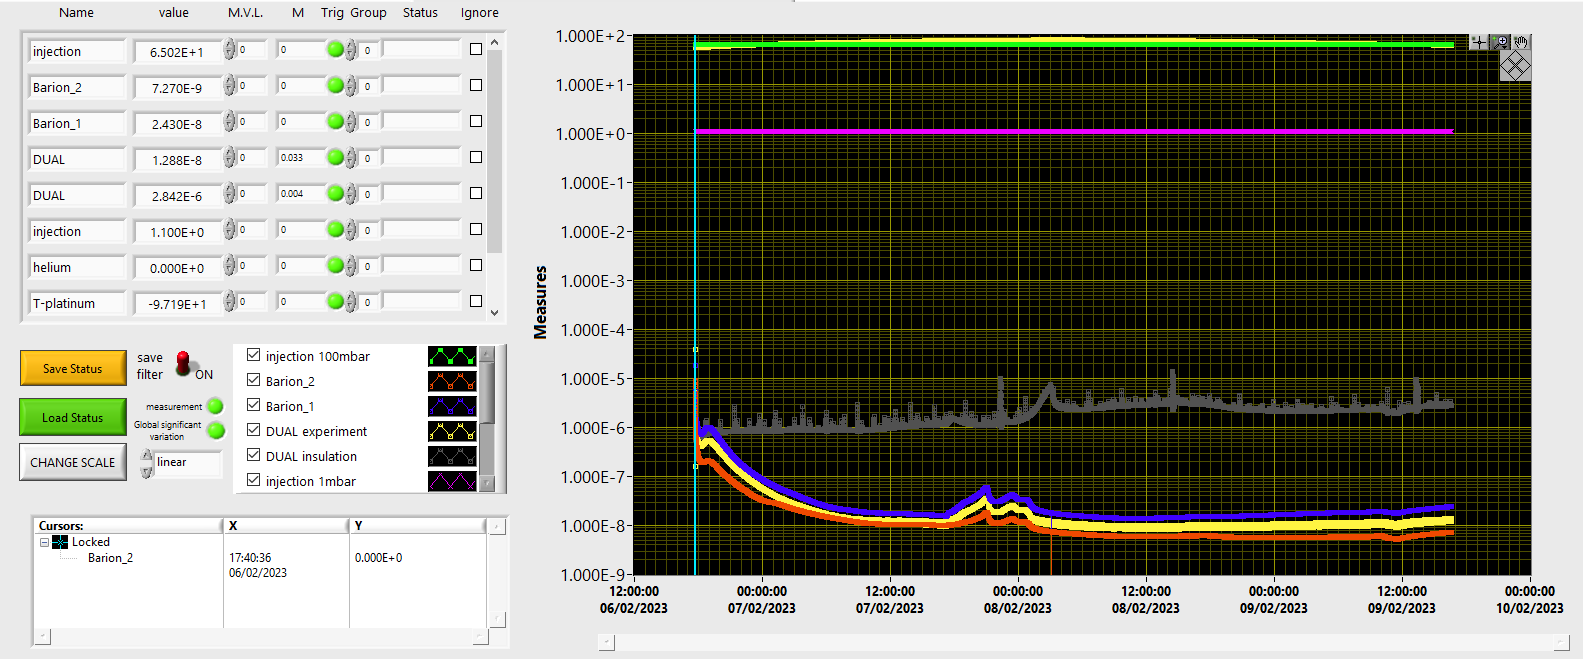 Name value M.V.L. M Trig Group Status Ignore
injection 6.502E+1 0 0 0
Barion_2 7.270E-9 0 0 0
Barion_1 2.430E-8 0 0 0
DUAL 1.288E-8 0 0.033 0
DUAL 2.842E-6 0 0.004 0
injection 1.100E+0 0 0 0
helium 0.000E+0 0 0 0
T-platinum -9.719E+1 0 0 0
Save Status
save
filter
ON
Load Status
measurement
Global significant
variation
CHANGE SCALE
linear
injection 100mbar
Barion_2
Barion_1
DUAL experiment
DUAL insulation
injection 1mbar
Cursors: X Y
Locked
Barion_2 17:40:36 0.000E+0
06/02/2023
Measures
1.000E+2
1.000E+1
1.000E+0
1.000E-1
1.000E-2
1.000E-3
1.000E-4
1.000E-5
1.000E-6
1.000E-7
1.000E-8
1.000E-9
12:00:00 00:00:00 12:00:00 00:00:00 12:00:00 00:00:00 12:00:00 00:00:00
06/02/2023 07/02/2023 07/02/2023 08/02/2023 08/02/2023 09/02/2023 09/02/2023 10/02/2023